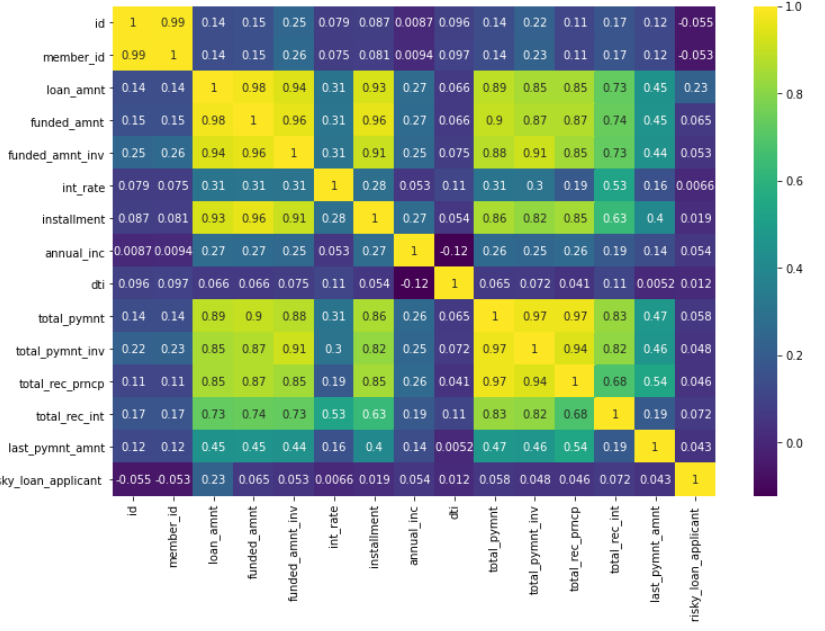 id 1 0.99 0.14 0.15 0.25 0.079 0.087 0.0087 0.096 0.14 0.22 0.11 0.17 0.12 -0.055
member_id 0.99 1 0.14 0.15 0.26 0.075 0.081 0.0094 0.097 0.14 0.23 0.11 0.17 0.12 -0.053
loan_amnt 0.14 0.14 1 0.98 0.94 0.31 0.93 0.27 0.066 0.89 0.85 0.85 0.73 0.45 0.23
funded_amnt 0.15 0.15 0.98 1 0.96 0.31 0.96 0.27 0.066 0.9 0.87 0.87 0.74 0.45 0.065
funded_amnt_inv 0.25 0.26 0.94 0.96 1 0.31 0.91 0.25 0.075 0.88 0.91 0.85 0.73 0.44 0.053
int_rate 0.079 0.075 0.31 0.31 0.31 1 0.28 0.053 0.11 0.31 0.3 0.19 0.53 0.16 0.0066
installment 0.087 0.081 0.93 0.96 0.91 0.28 1 0.27 0.054 0.86 0.82 0.85 0.63 0.4 0.019
annual_inc 0.0087 0.0094 0.27 0.27 0.25 0.053 0.27 1 -0.12 0.26 0.25 0.26 0.19 0.14 0.054
dti 0.096 0.097 0.066 0.066 0.075 0.11 0.054 -0.12 1 0.065 0.072 0.041 0.11 0.0052 0.012
total_pymnt 0.14 0.14 0.89 0.9 0.88 0.31 0.86 0.26 0.065 1 0.97 0.97 0.83 0.47 0.058
total_pymnt_inv 0.22 0.23 0.85 0.87 0.91 0.3 0.82 0.25 0.072 0.97 1 0.94 0.82 0.46 0.048
total_rec_prncp 0.11 0.11 0.85 0.87 0.85 0.19 0.85 0.26 0.041 0.97 0.94 1 0.68 0.54 0.046
total_rec_int 0.17 0.17 0.73 0.74 0.73 0.53 0.63 0.19 0.11 0.83 0.82 0.68 1 0.19 0.072
last_pymnt_amnt 0.12 0.12 0.45 0.45 0.44 0.16 0.4 0.14 0.0052 0.47 0.46 0.54 0.19 1 0.043
sky_loan_applicant -0.055 -0.053 0.23 0.065 0.053 0.0066 0.019 0.054 0.012 0.058 0.048 0.046 0.072 0.043 1
id
member_id
loan_amnt
funded_amnt
funded_amnt_inv
int_rate
installment
annual_inc
dti
total_pymnt
total_pymnt_inv
total_rec_prncp
total_rec_int
last_pymnt_amnt
risky_loan_applicant
1.0
0.8
0.6
0.4
0.2
0.0